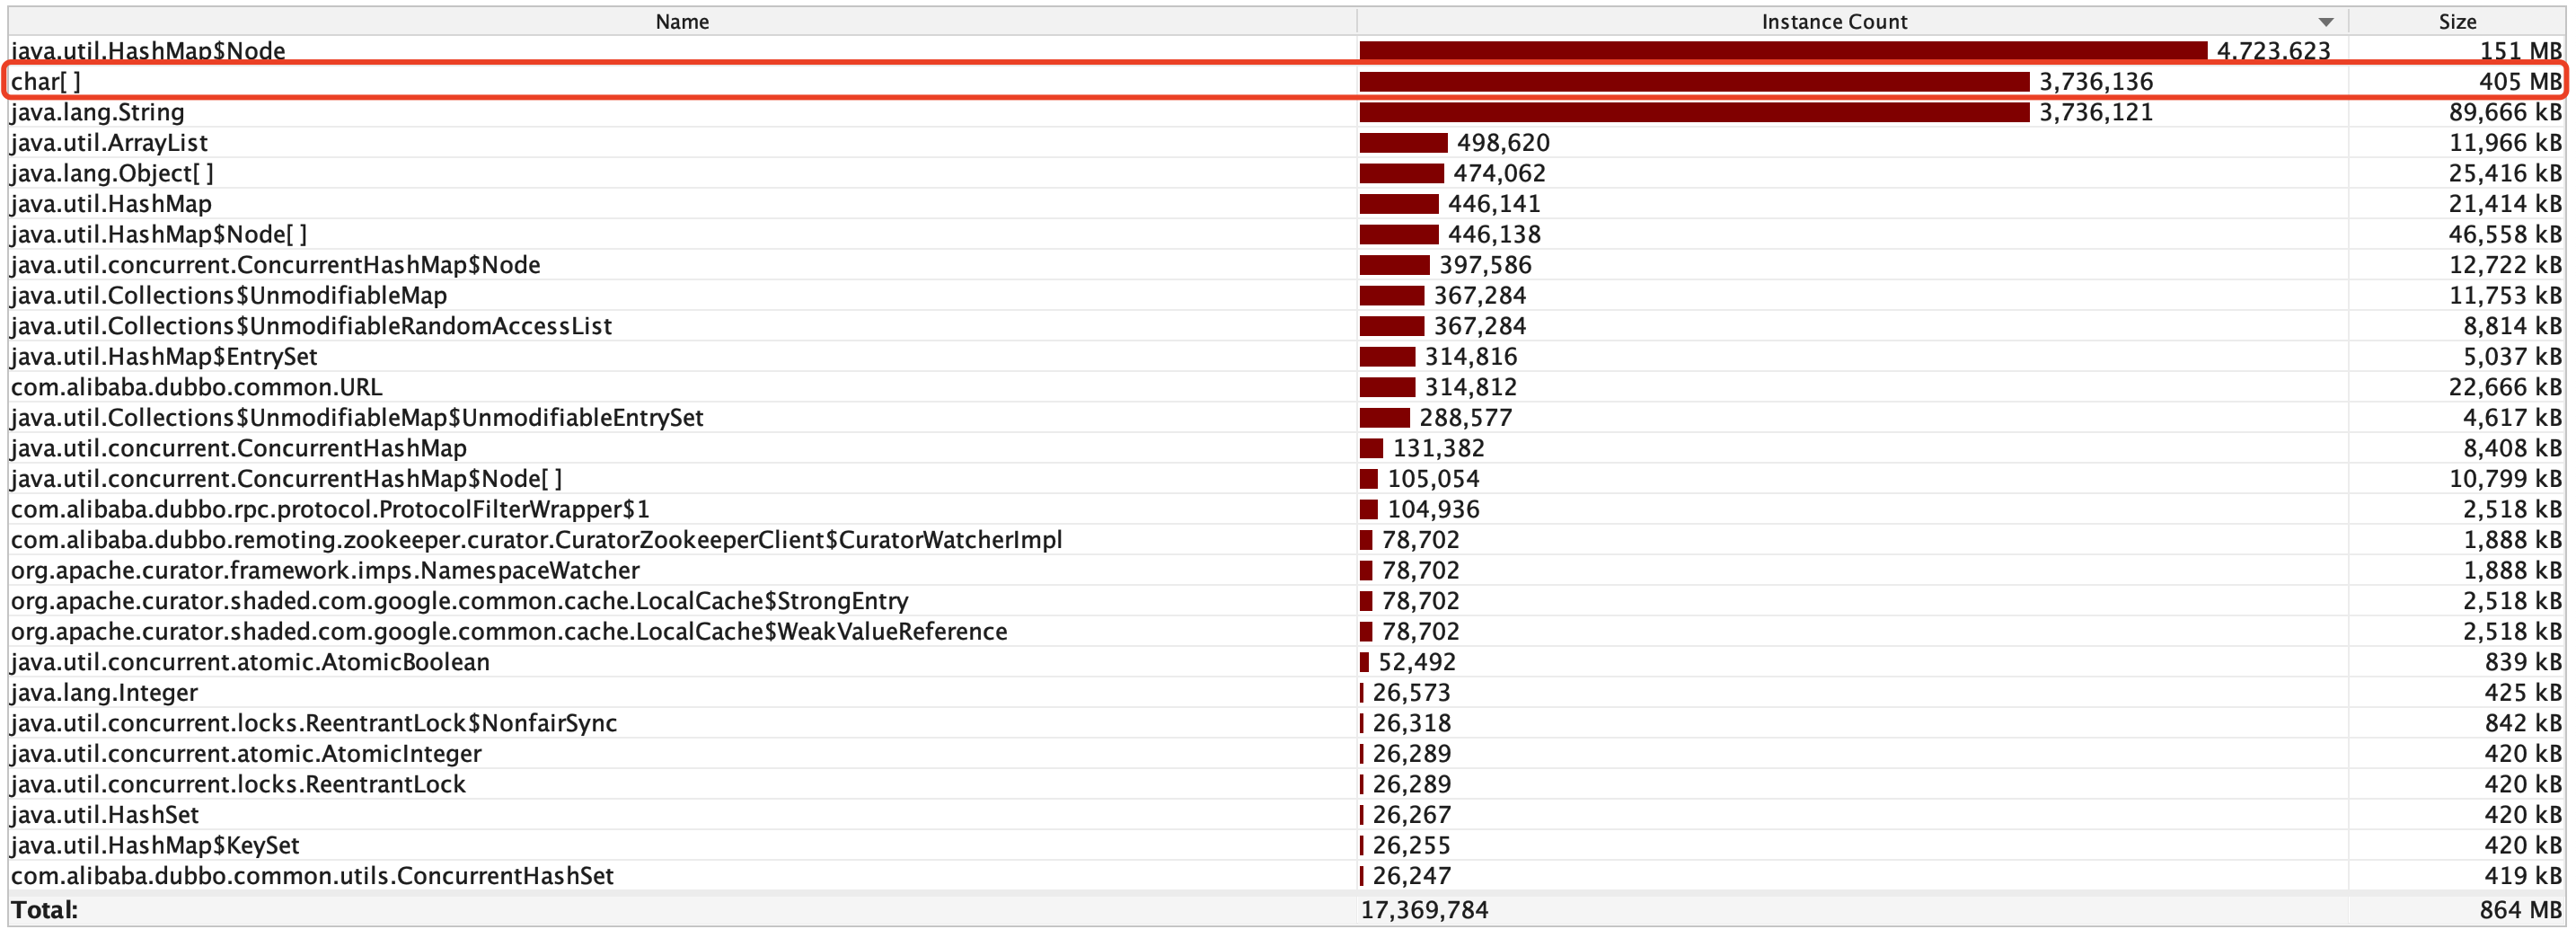 Name Instance Count Size
java.util.HashMap$Node 4,723,623 151 MB
char[ ] 3,736,136 405 MB
java.lang.String 3,736,121 89,666 kB
java.util.ArrayList 498,620 11,966 kB
java.lang.Object[ ] 474,062 25,416 kB
java.util.HashMap 446,141 21,414 kB
java.util.HashMap$Node[ ] 446,138 46,558 kB
java.util.concurrent.ConcurrentHashMap$Node 397,586 12,722 kB
java.util.Collections$UnmodifiableMap 367,284 11,753 kB
java.util.Collections$UnmodifiableRandomAccessList 367,284 8,814 kB
java.util.HashMap$EntrySet 314,816 5,037 kB
com.alibaba.dubbo.common.URL 314,812 22,666 kB
java.util.Collections$UnmodifiableMap$UnmodifiableEntrySet 288,577 4,617 kB
java.util.concurrent.ConcurrentHashMap 131,382 8,408 kB
java.util.concurrent.ConcurrentHashMap$Node[ ] 105,054 10,799 kB
com.alibaba.dubbo.rpc.protocol.ProtocolFilterWrapper$1 104,936 2,518 kB
com.alibaba.dubbo.remoting.zookeeper.curator.CuratorZookeeperClient$CuratorWatcherImpl 78,702 1,888 kB
org.apache.curator.framework.imps.NamespaceWatcher 78,702 1,888 kB
org.apache.curator.shaded.com.google.common.cache.LocalCache$StrongEntry 78,702 2,518 kB
org.apache.curator.shaded.com.google.common.cache.LocalCache$WeakValueReference 78,702 2,518 kB
java.util.concurrent.atomic.AtomicBoolean 52,492 839 kB
java.lang.Integer 26,573 425 kB
java.util.concurrent.locks.ReentrantLock$NonfairSync 26,318 842 kB
java.util.concurrent.atomic.AtomicInteger 26,289 420 kB
java.util.concurrent.locks.ReentrantLock 26,289 420 kB
java.util.HashSet 26,267 420 kB
java.util.HashMap$KeySet 26,255 420 kB
com.alibaba.dubbo.common.utils.ConcurrentHashSet 26,247 419 kB
Total: 17,369,784 864 MB